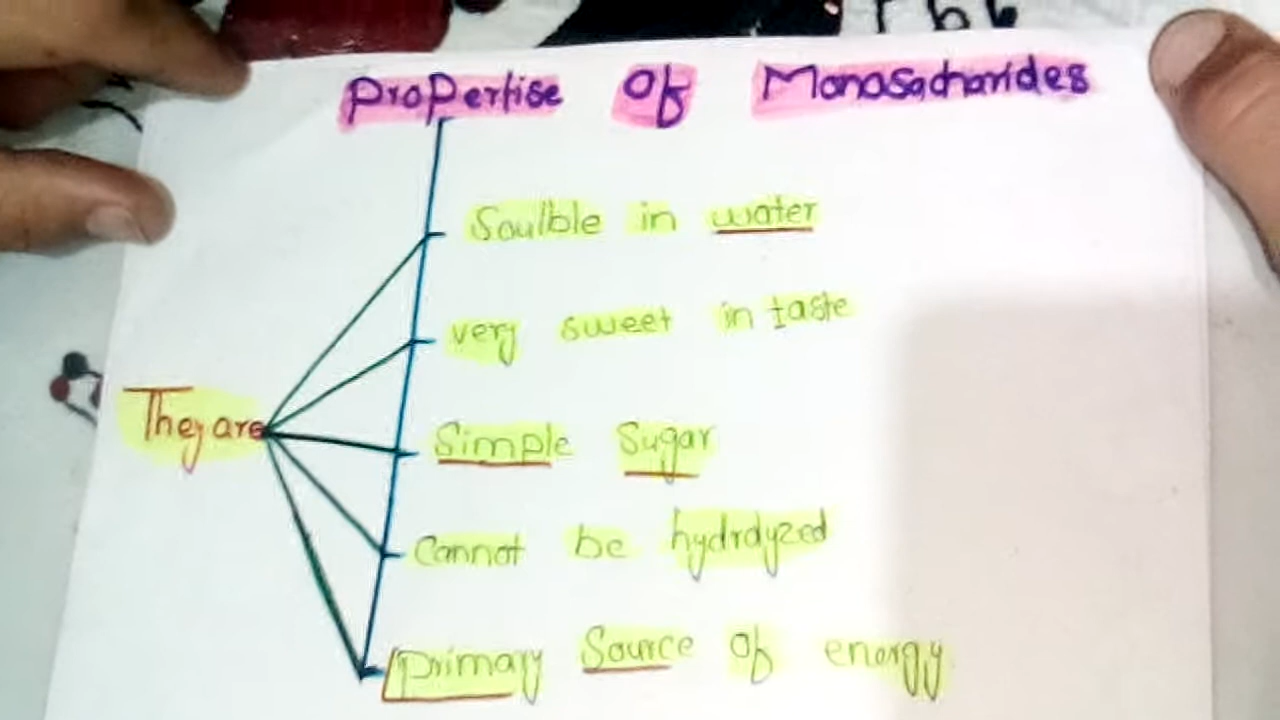 Propertise of Monosacharides
Soulble in water
very sweet in taste
They are
Simple Sugar
Cannot be hydrolyzed
primary Source of energy